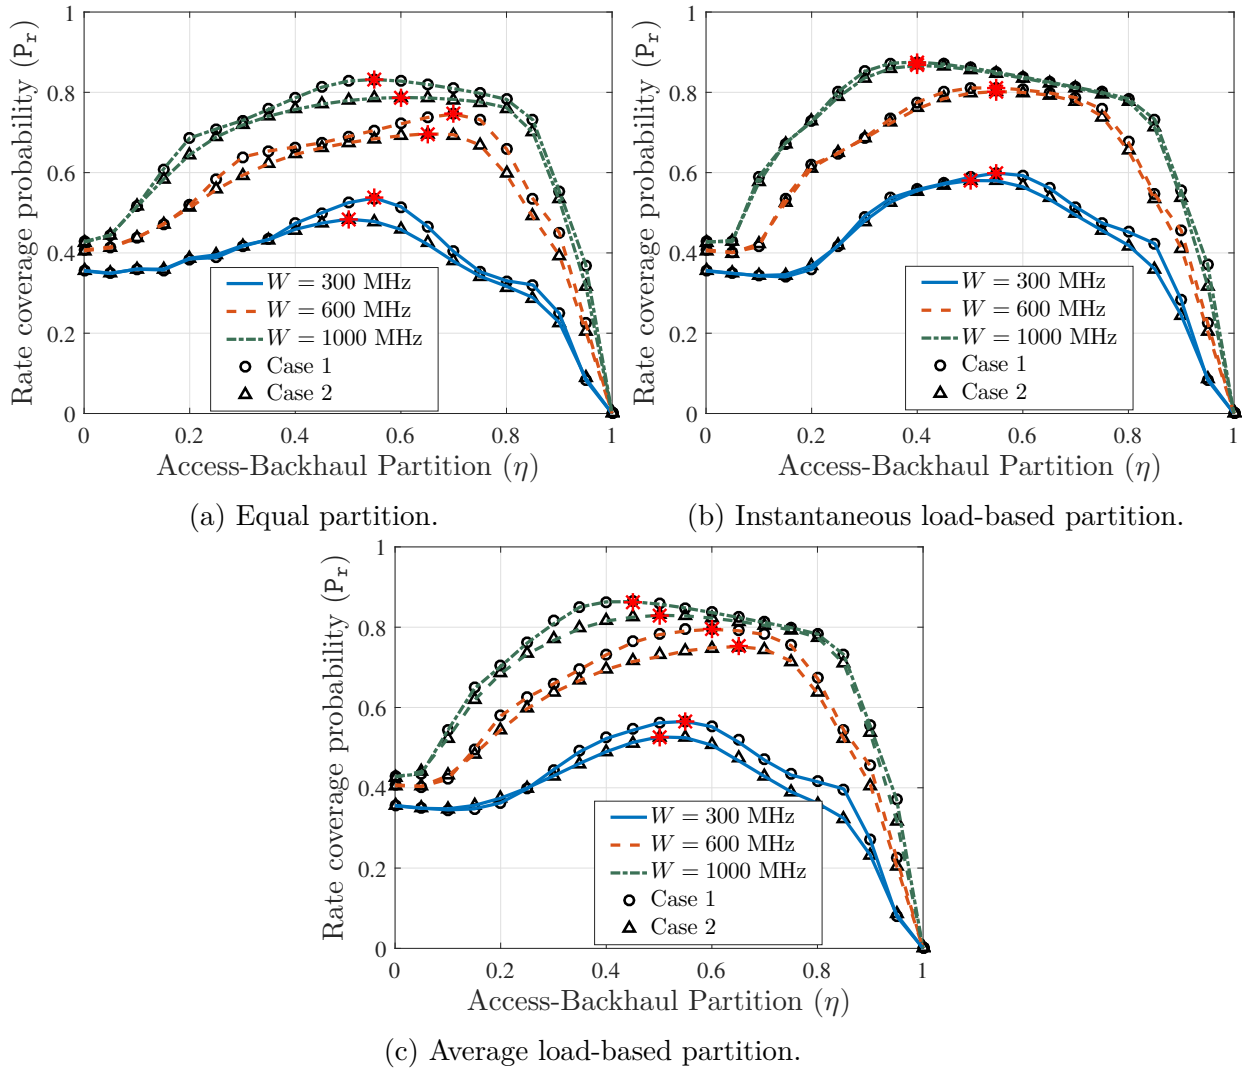 Rate coverage probability (P_r)
1
0.8
0.6
0.4
0.2
0
W = 300 MHz
W = 600 MHz
W = 1000 MHz
Case 1
Case 2
0 0.2 0.4 0.6 0.8 1
Access-Backhaul Partition (η)
(a) Equal partition.
Rate coverage probability (P_r)
1
0.8
0.6
0.4
0.2
0
W = 300 MHz
W = 600 MHz
W = 1000 MHz
Case 1
Case 2
0 0.2 0.4 0.6 0.8 1
Access-Backhaul Partition (η)
(b) Instantaneous load-based partition.
Rate coverage probability (P_r)
1
0.8
0.6
0.4
0.2
0
W = 300 MHz
W = 600 MHz
W = 1000 MHz
Case 1
Case 2
0 0.2 0.4 0.6 0.8 1
Access-Backhaul Partition (η)
(c) Average load-based partition.